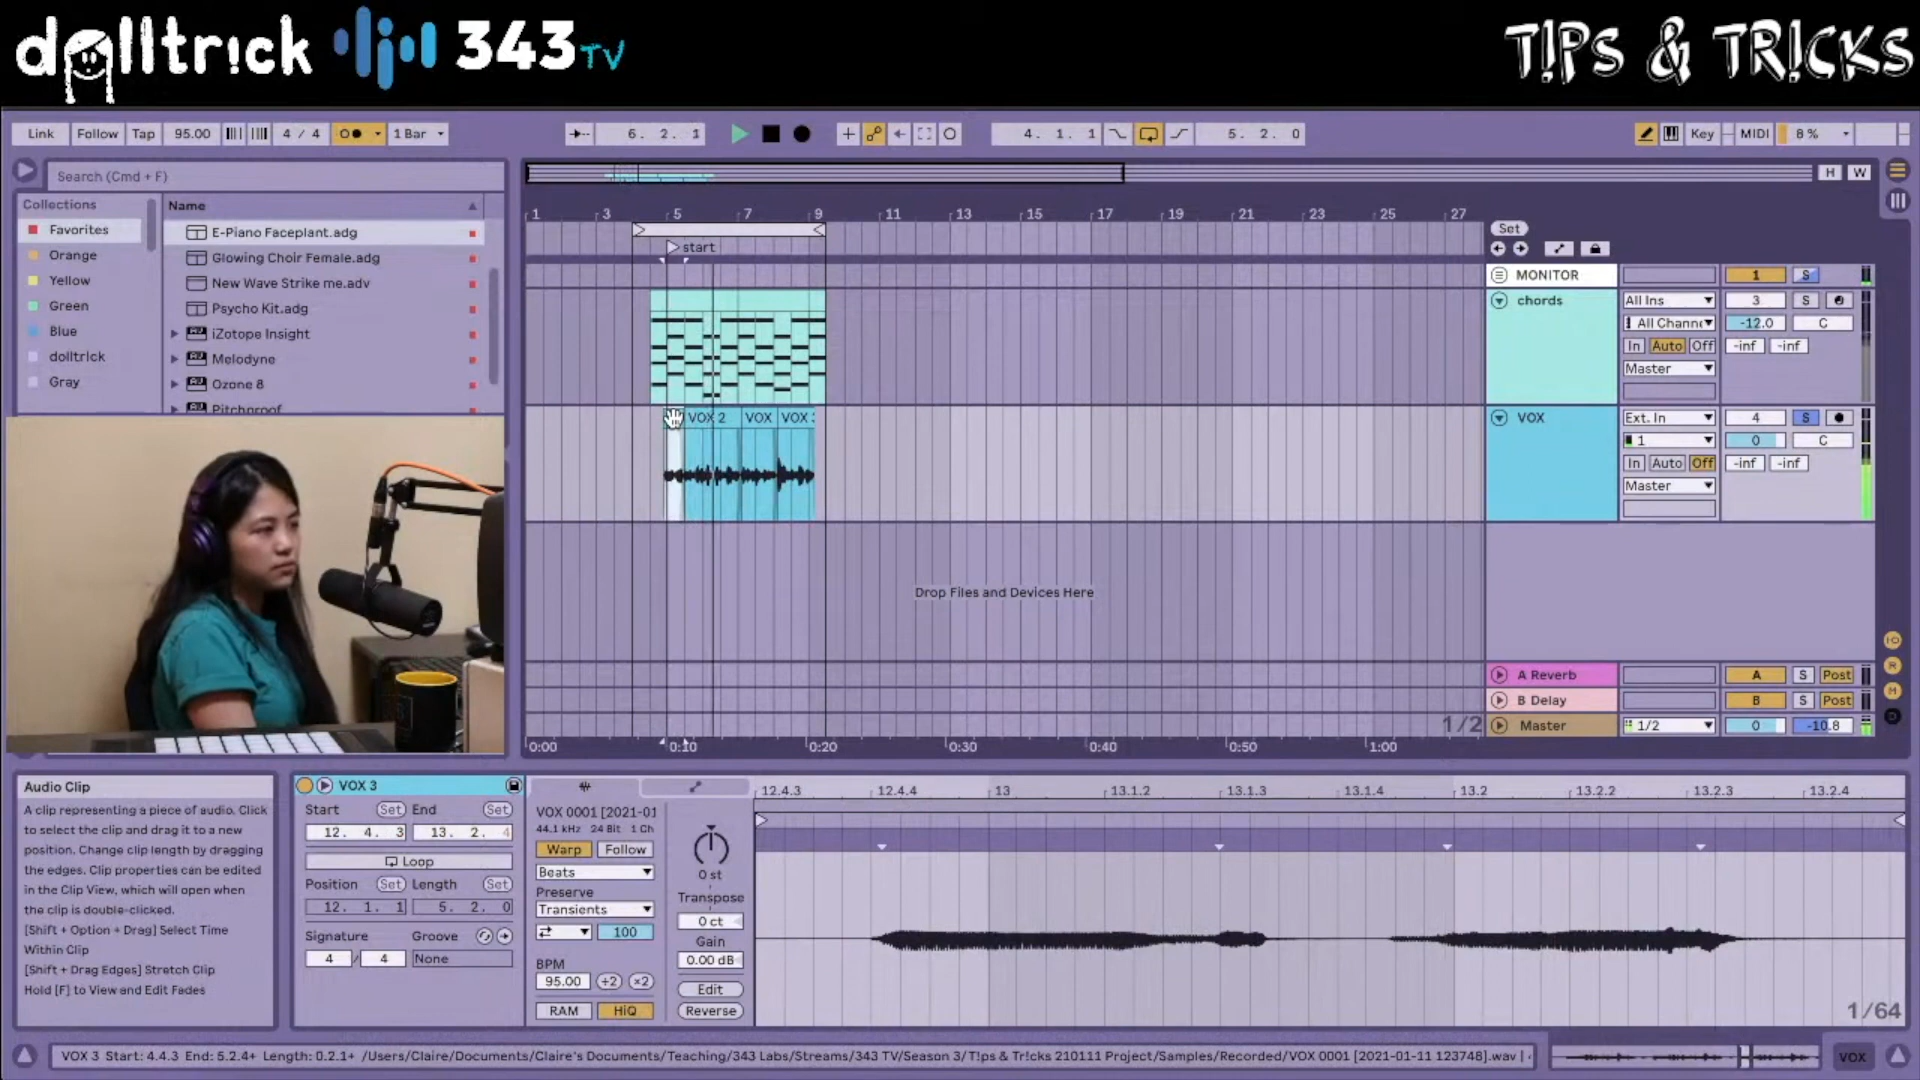 dolltr!ck 343 TV
T!PS & TR!CKS
Link Follow Tap 95.00 4 / 4 1 Bar 6. 2. 1 4. 1. 1 5. 2. 0 Key MIDI 8 %
Search (Cmd + F) H W
Collections Name
Favorites E-Piano Faceplant.adg
Orange Glowing Choir Female.adg
Yellow New Wave Strike me.adv
Green Psycho Kit.adg
Blue iZotope Insight
dolltrick Melodyne
Gray Ozone 8
Pitchproof
1 3 5 7 9 11 13 15 17 19 21 23 25 27
Set
start
MONITOR 1 S
chords All Ins 3 S
All Channe -12.0 C
In Auto Off -inf -inf
Master
VOX 2 VOX VOX
VOX Ext. In 4 S
1 0 C
In Auto Off -inf -inf
Master
Drop Files and Devices Here
A Reverb A S Post
B Delay B S Post
1/2 Master 1/2 0 -10.8
0:00 0:10 0:20 0:30 0:40 0:50 1:00
Audio Clip
A clip representing a piece of audio. Click
to select the clip and drag it to a new
position. Change clip length by dragging
the edges. Clip properties can be edited
in the Clip View, which will open when
the clip is double-clicked.
[Shift + Option + Drag] Select Time
Within Clip
[Shift + Drag Edges] Stretch Clip
Hold [F] to View and Edit Fades
VOX 3
Start Set End Set
12. 4. 3 13. 2. 4
Loop
Position Set Length Set
12. 1. 1 5. 2. 0
Signature Groove
4 / 4 None
VOX 0001 [2021-01
44.1 kHz 24 Bit 1 Ch
Warp Follow
Beats
Preserve
Transients
100
BPM
95.00 ÷2 ×2
RAM HiQ
0 st
Transpose
0 ct
Gain
0.00 dB
Edit
Reverse
12.4.3 12.4.4 13 13.1.2 13.1.3 13.1.4 13.2 13.2.2 13.2.3 13.2.4
1/64
VOX 3 Start: 4.4.3 End: 5.2.4+ Length: 0.2.1+ /Users/Claire/Documents/Claire's Documents/Teaching/343 Labs/Streams/343 TV/Season 3/T!ps & Tr!cks 210111 Project/Samples/Recorded/VOX 0001 [2021-01-11 123748].wav
VOX